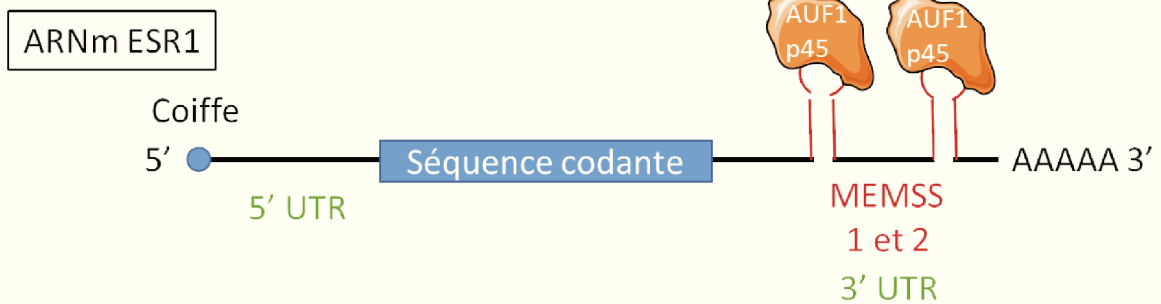 ARNm ESR1
AUF1
p45
AUF1
p45
Coiffe
5’
Séquence codante
AAAAA 3’
5’ UTR
MEMSS
1 et 2
3’ UTR